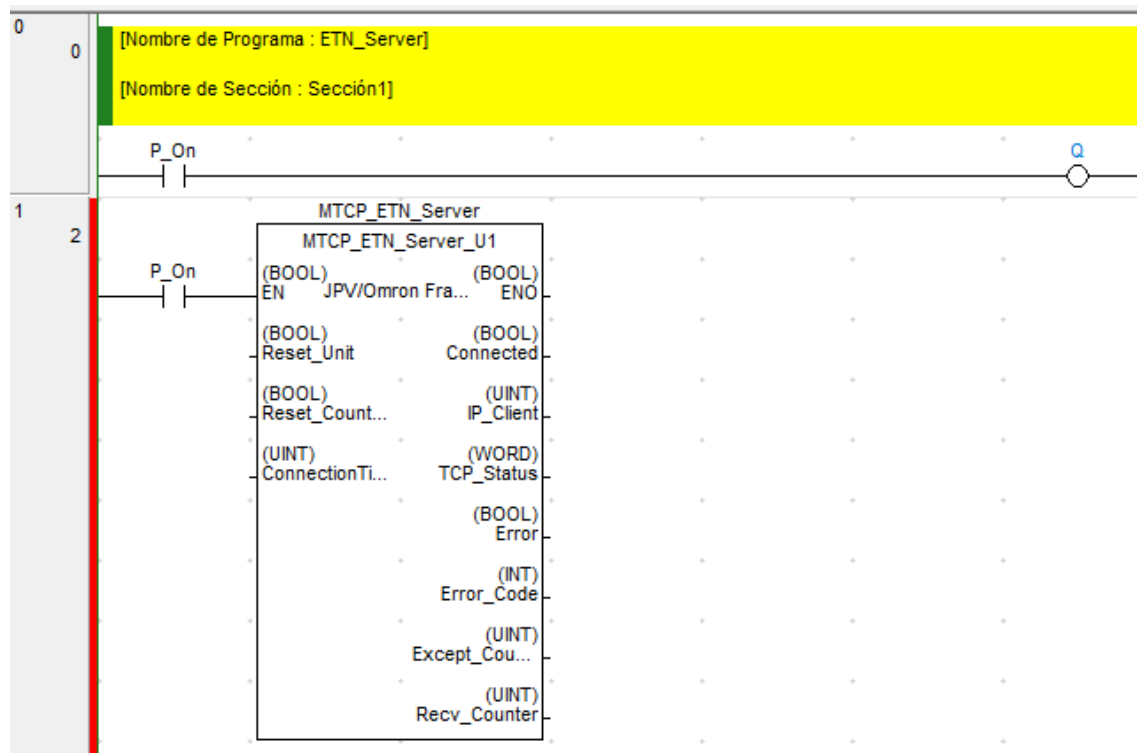 0
0
[Nombre de Programa : ETN_Server]
[Nombre de Sección : Sección1]
P_On
Q
1
2
MTCP_ETN_Server
MTCP_ETN_Server_U1
P_On
(BOOL) (BOOL)
EN JPV/Omron Fra... ENO
(BOOL) (BOOL)
Reset_Unit Connected
(BOOL) (UINT)
Reset_Count... IP_Client
(UINT) (WORD)
ConnectionTi... TCP_Status
(BOOL)
Error
(INT)
Error_Code
(UINT)
Except_Cou...
(UINT)
Recv_Counter